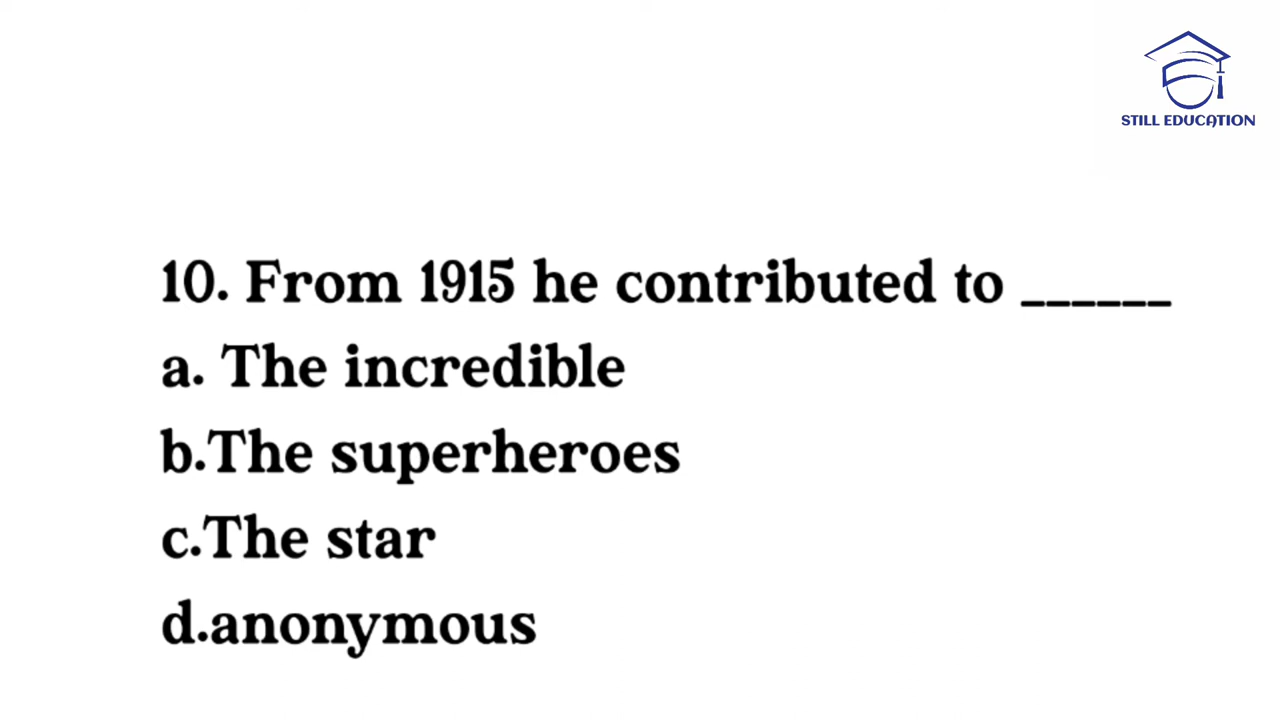 STILL EDUCATION
10. From 1915 he contributed to ______
a. The incredible
b.The superheroes
c.The star
d.anonymous